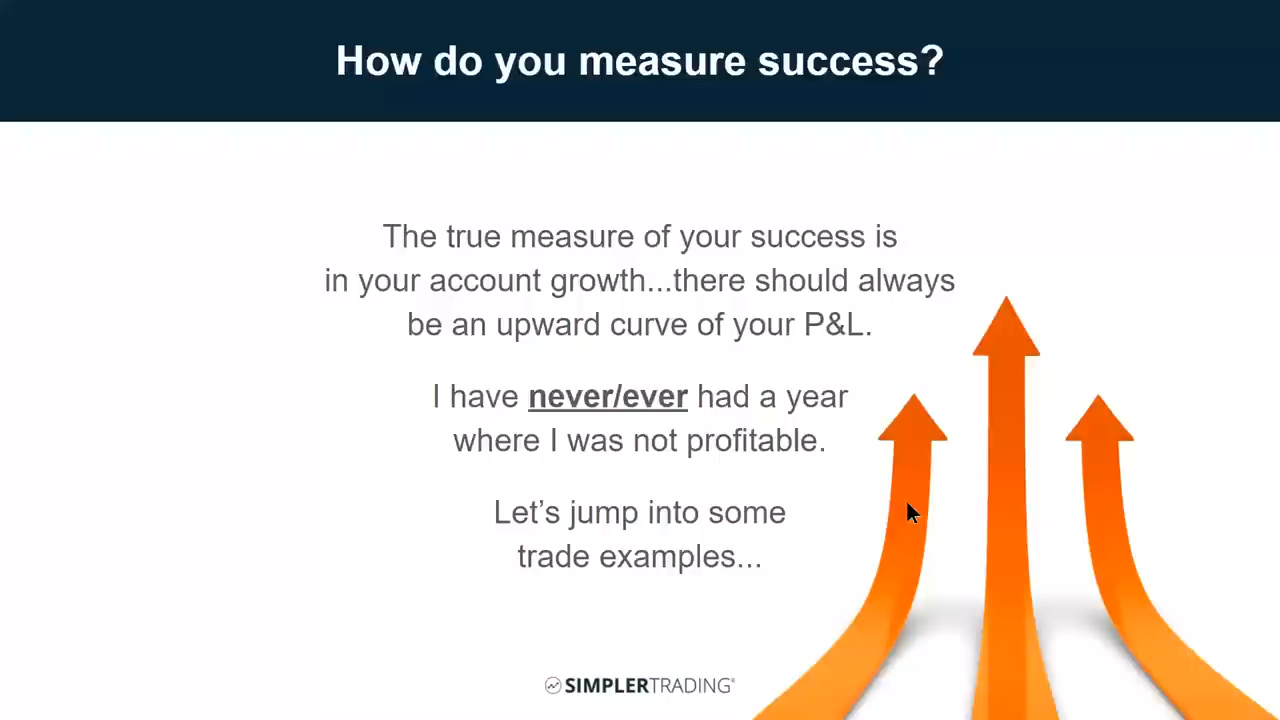 How do you measure success?
The true measure of your success is
in your account growth...there should always
be an upward curve of your P&L.
I have never/ever had a year
where I was not profitable.
Let’s jump into some
trade examples...
SIMPLERTRADING®